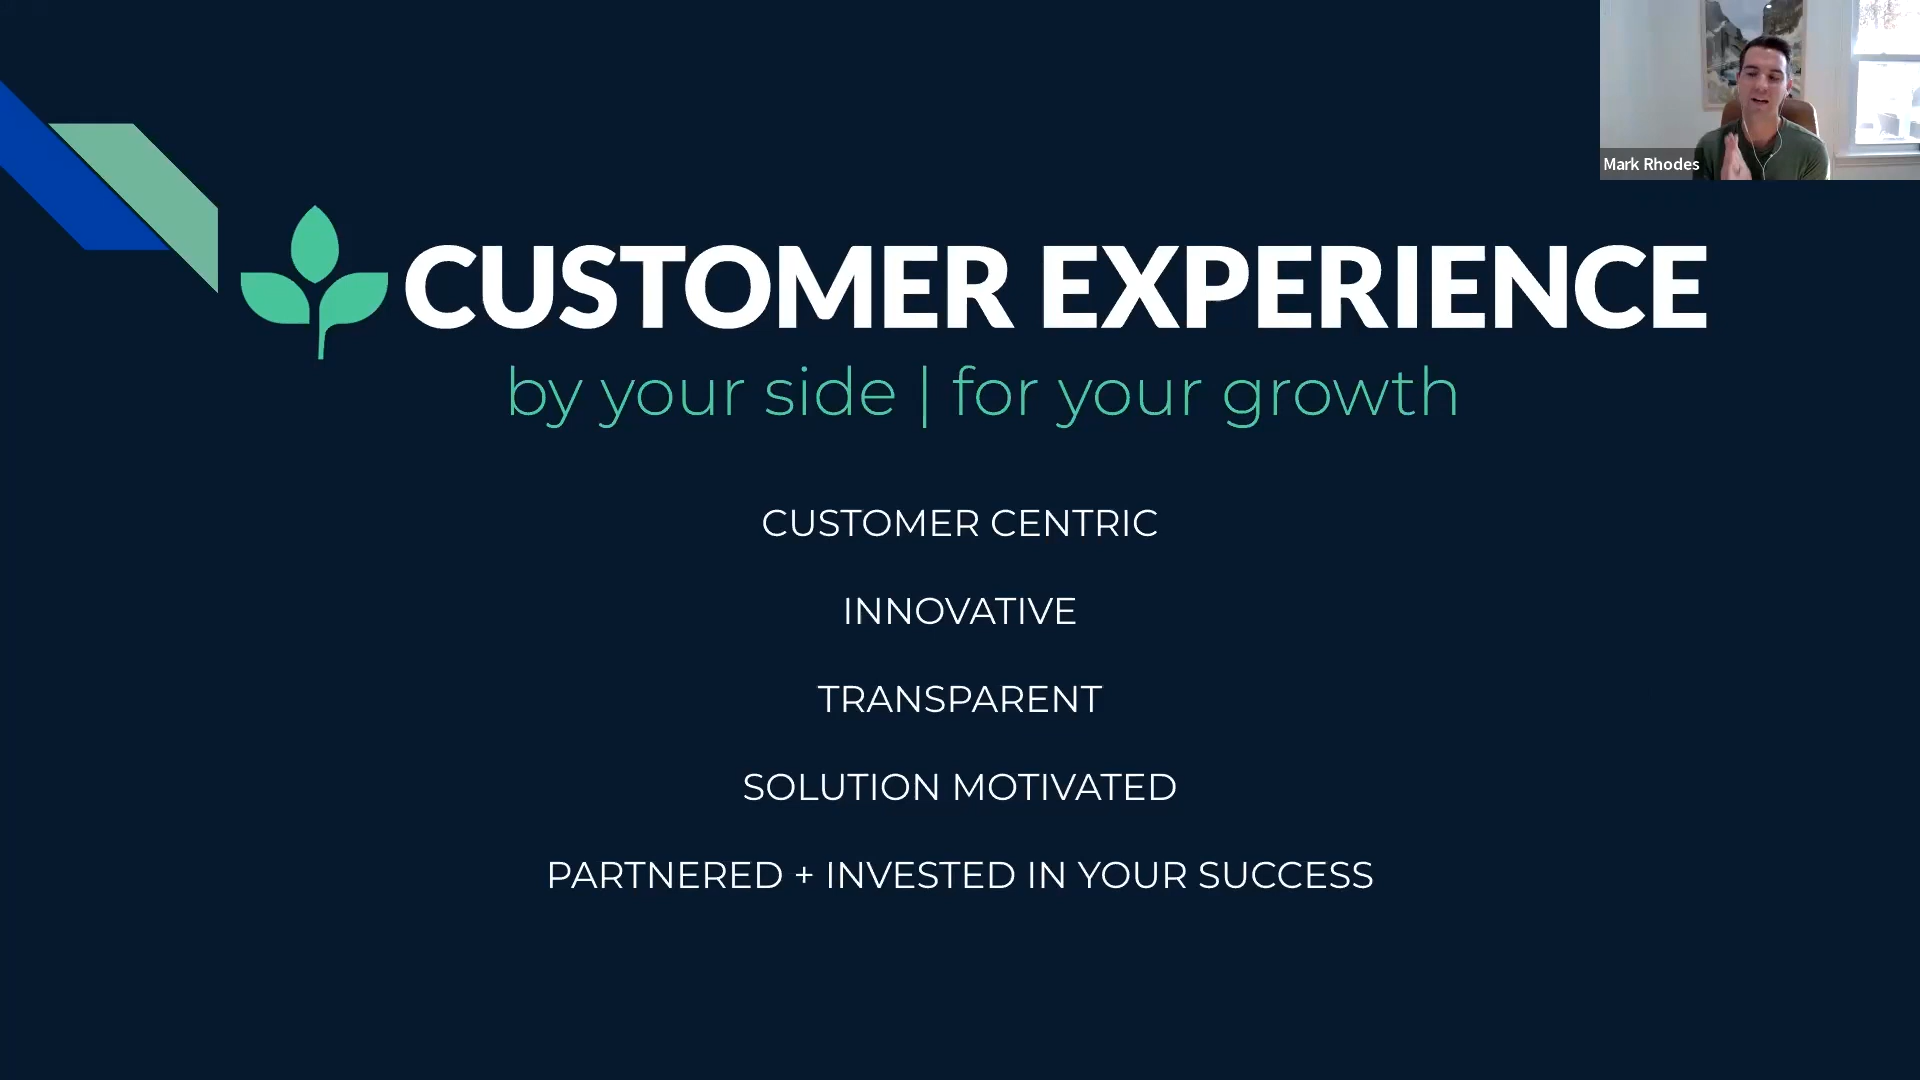 Mark Rhodes
CUSTOMER EXPERIENCE
by your side | for your growth
CUSTOMER CENTRIC
INNOVATIVE
TRANSPARENT
SOLUTION MOTIVATED
PARTNERED + INVESTED IN YOUR SUCCESS